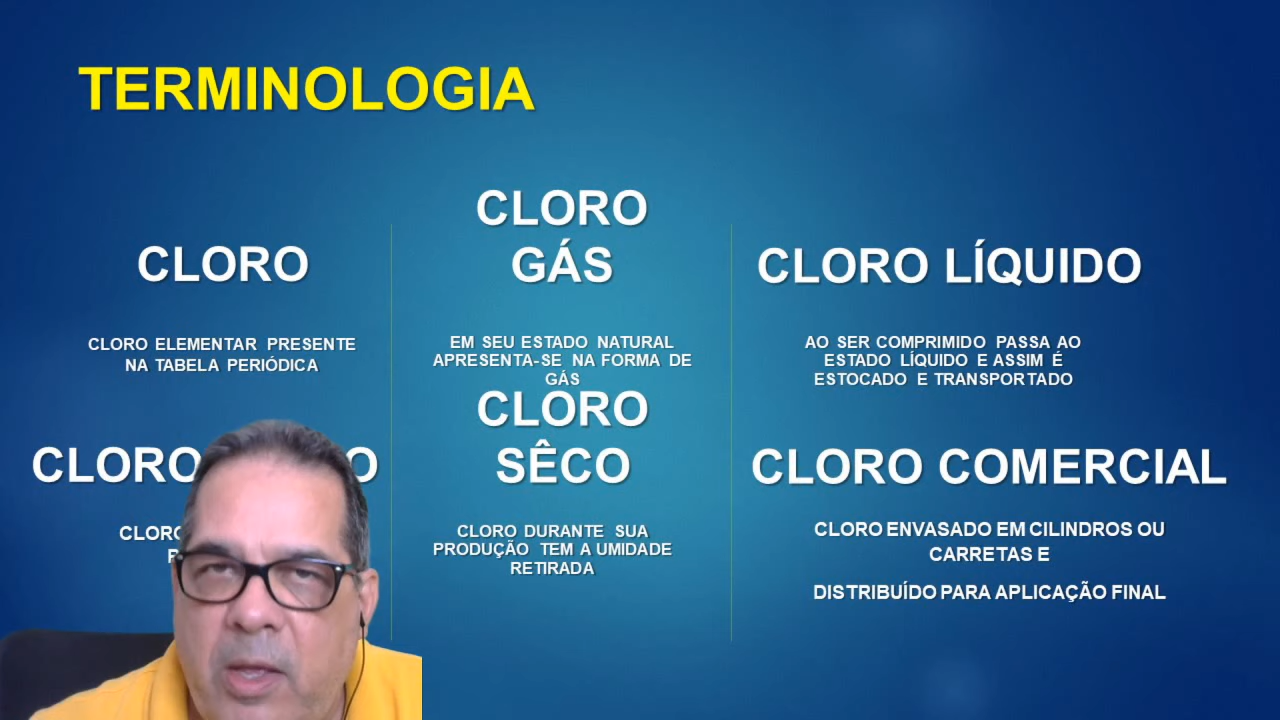 TERMINOLOGIA
CLORO
CLORO ELEMENTAR PRESENTE
NA TABELA PERIÓDICA
CLORO
GÁS
EM SEU ESTADO NATURAL
APRESENTA-SE NA FORMA DE
GÁS
CLORO LÍQUIDO
AO SER COMPRIMIDO PASSA AO
ESTADO LÍQUIDO E ASSIM É
ESTOCADO E TRANSPORTADO
CLORO
CLORO
SÊCO
CLORO DURANTE SUA
PRODUÇÃO TEM A UMIDADE
RETIRADA
CLORO COMERCIAL
CLORO ENVASADO EM CILINDROS OU
CARRETAS E
DISTRIBUÍDO PARA APLICAÇÃO FINAL